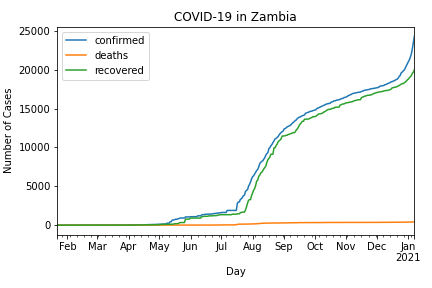 COVID-19 in Zambia
confirmed
deaths
recovered
Number of Cases
25000
20000
15000
10000
5000
0
Feb Mar Apr May Jun Jul Aug Sep Oct Nov Dec Jan
2021
Day